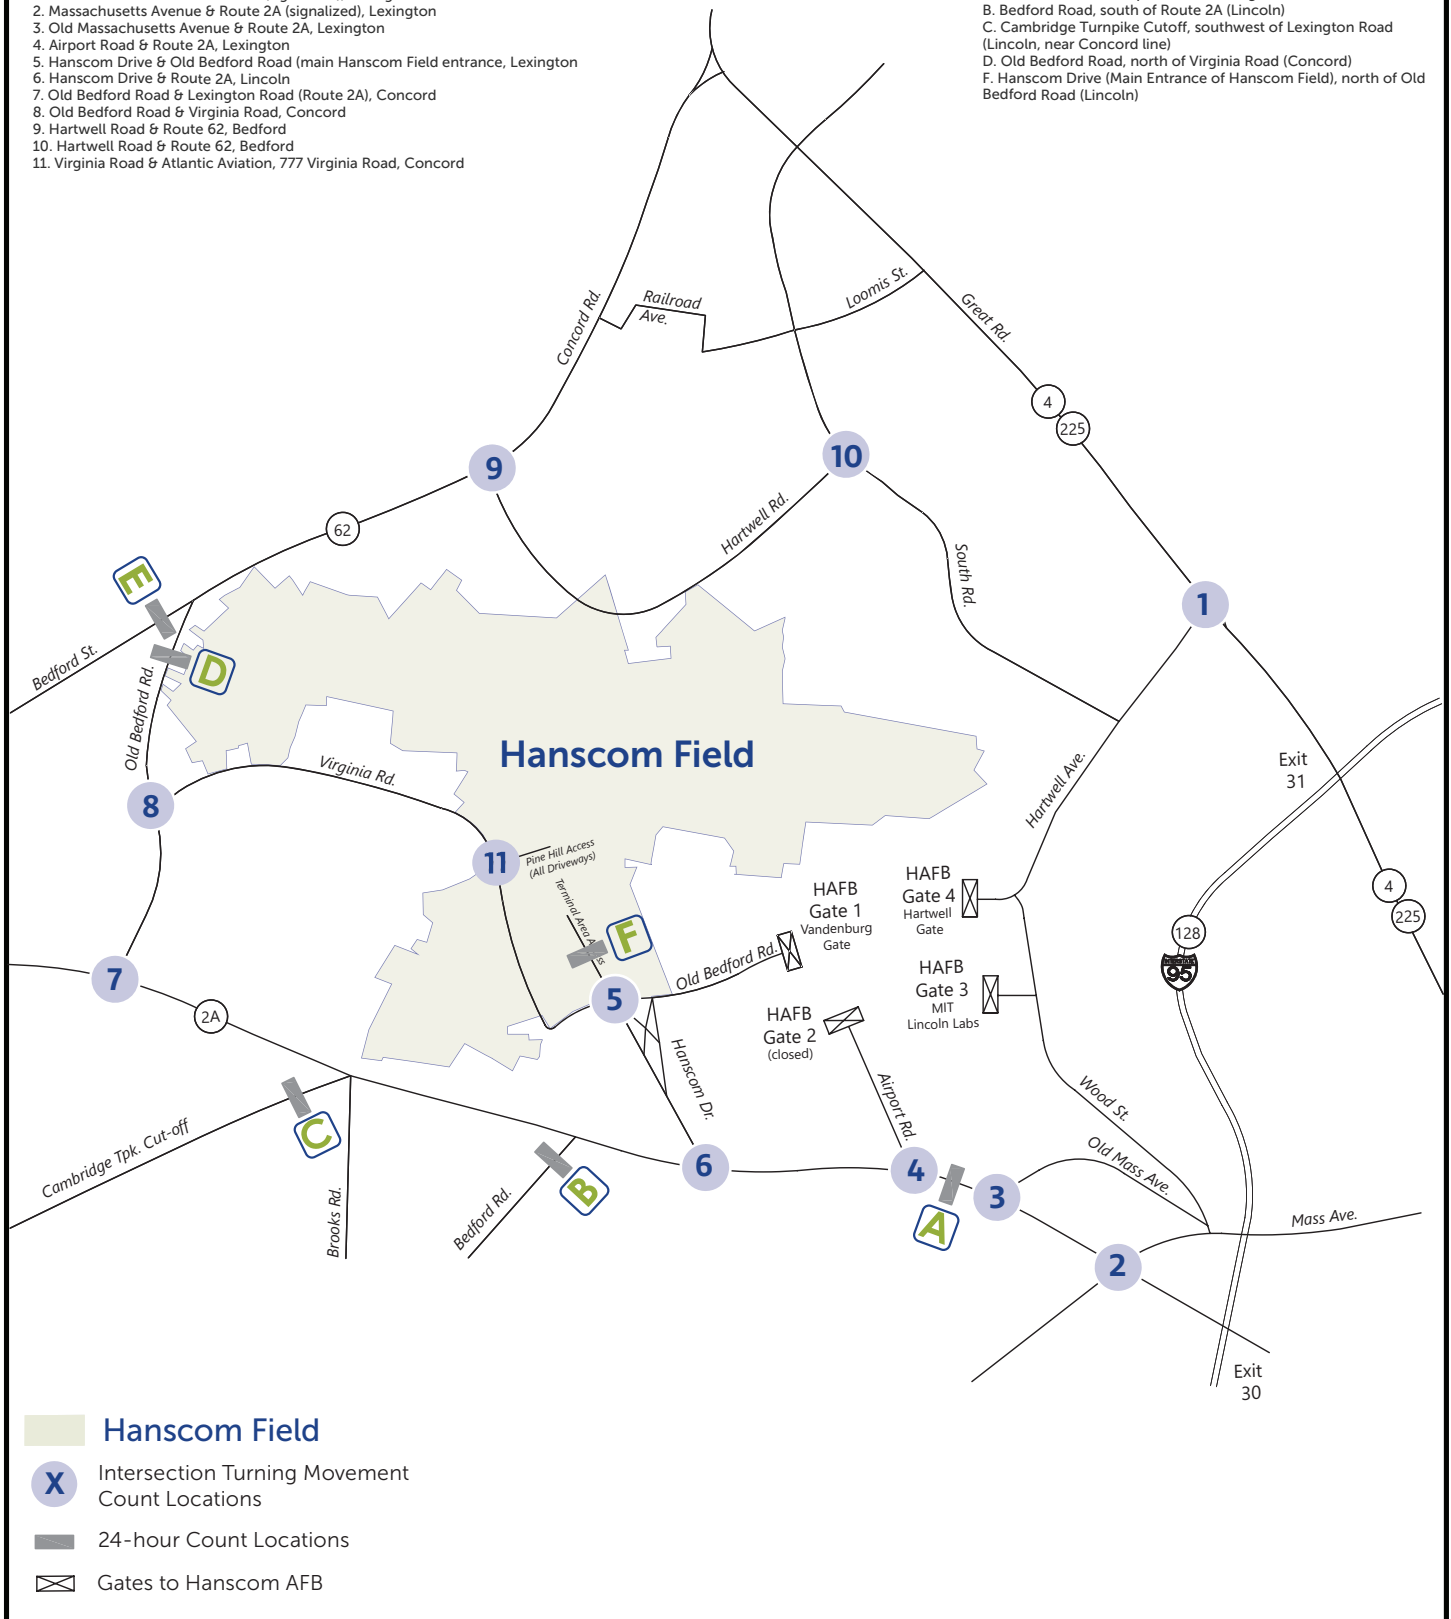 2. Massachusetts Avenue & Route 2A (signalized), Lexington
3. Old Massachusetts Avenue & Route 2A, Lexington
4. Airport Road & Route 2A, Lexington
5. Hanscom Drive & Old Bedford Road (main Hanscom Field entrance, Lexington
6. Hanscom Drive & Route 2A, Lincoln
7. Old Bedford Road & Lexington Road (Route 2A), Concord
8. Old Bedford Road & Virginia Road, Concord
9. Hartwell Road & Route 62, Bedford
10. Hartwell Road & Route 62, Bedford
11. Virginia Road & Atlantic Aviation, 777 Virginia Road, Concord
B. Bedford Road, south of Route 2A (Lincoln)
C. Cambridge Turnpike Cutoff, southwest of Lexington Road
(Lincoln, near Concord line)
D. Old Bedford Road, north of Virginia Road (Concord)
F. Hanscom Drive (Main Entrance of Hanscom Field), north of Old
Bedford Road (Lincoln)
Concord Rd.
Railroad
Ave.
Loomis St.
Great Rd.
4
225
9
10
62
Hartwell Rd.
South Rd.
E
1
Bedford St.
D
Old Bedford Rd.
Hanscom Field
Virginia Rd.
Hartwell Ave.
Exit
31
8
11
Pine Hill Access
(All Driveways)
Terminal Area
F
HAFB
Gate 1
Vandenburg
Gate
HAFB
Gate 4
Hartwell
Gate
4
225
128
95
7
2A
5
Old Bedford Rd.
HAFB
Gate 3
MIT
Lincoln Labs
HAFB
Gate 2
(closed)
Hanscom Dr.
Airport Rd.
Wood St.
C
Cambridge Tpk. Cut-off
Brooks Rd.
Bedford Rd.
B
6
4
A
3
Old Mass Ave.
Mass Ave.
2
Exit
30
Hanscom Field
X
Intersection Turning Movement
Count Locations
24-hour Count Locations
Gates to Hanscom AFB